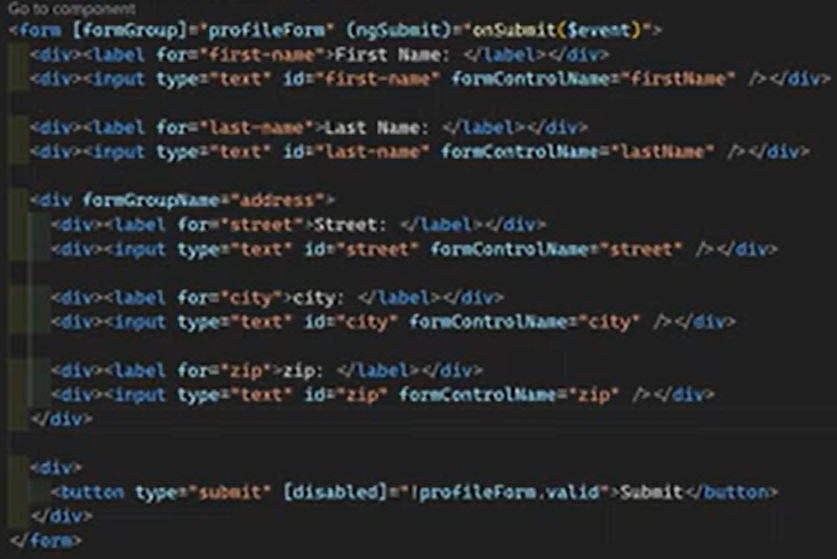 Go to component
<form [formGroup]="profileForm" (ngSubmit)="onSubmit($event)">
<div><label for="first-name">First Name: </label></div>
<div><input type="text" id="first-name" formControlName="firstName" /></div>
<div><label for="last-name">Last Name: </label></div>
<div><input type="text" id="last-name" formControlName="lastName" /></div>
<div formGroupName="address">
<div><label for="street">Street: </label></div>
<div><input type="text" id="street" formControlName="street" /></div>
<div><label for="city">city: </label></div>
<div><input type="text" id="city" formControlName="city" /></div>
<div><label for="zip">zip: </label></div>
<div><input type="text" id="zip" formControlName="zip" /></div>
</div>
<div>
<button type="submit" [disabled]="!profileForm.valid">Submit</button>
</div>
</form>